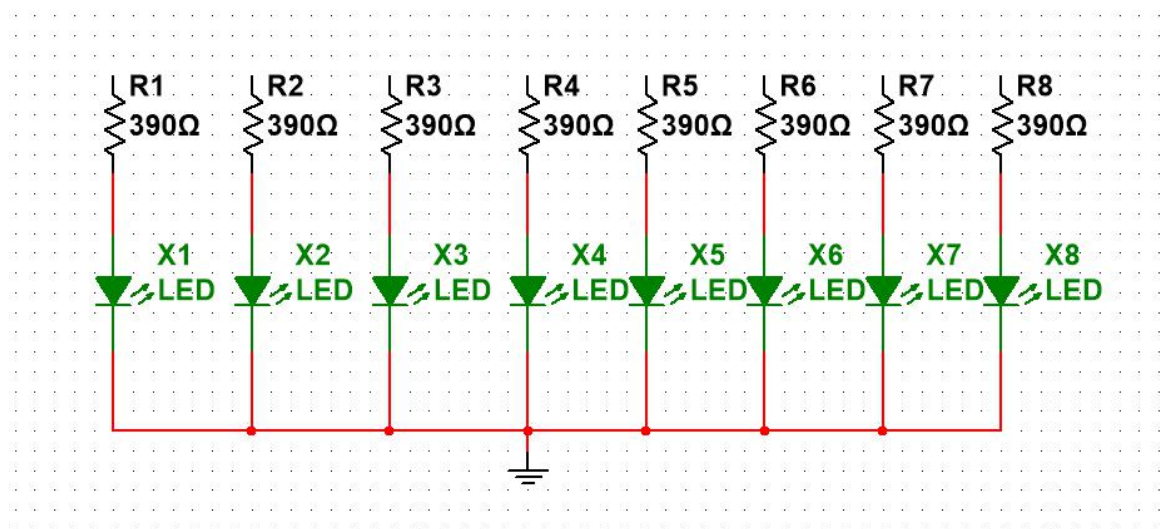 R1 R2 R3 R4 R5 R6 R7 R8
390Ω 390Ω 390Ω 390Ω 390Ω 390Ω 390Ω 390Ω
X1 X2 X3 X4 X5 X6 X7 X8
LED LED LED LED LED LED LED LED